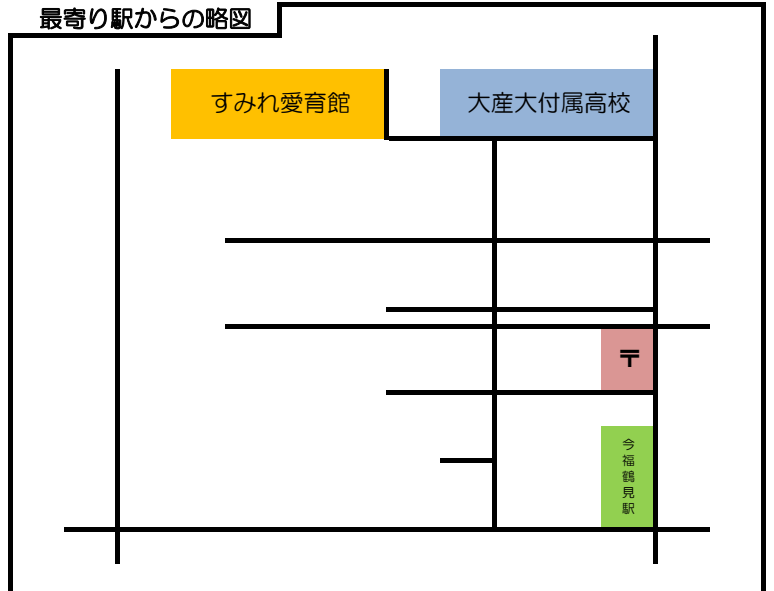 最寄り駅からの略図
すみれ愛育館
大産大付属高校
〒
今福鶴見駅